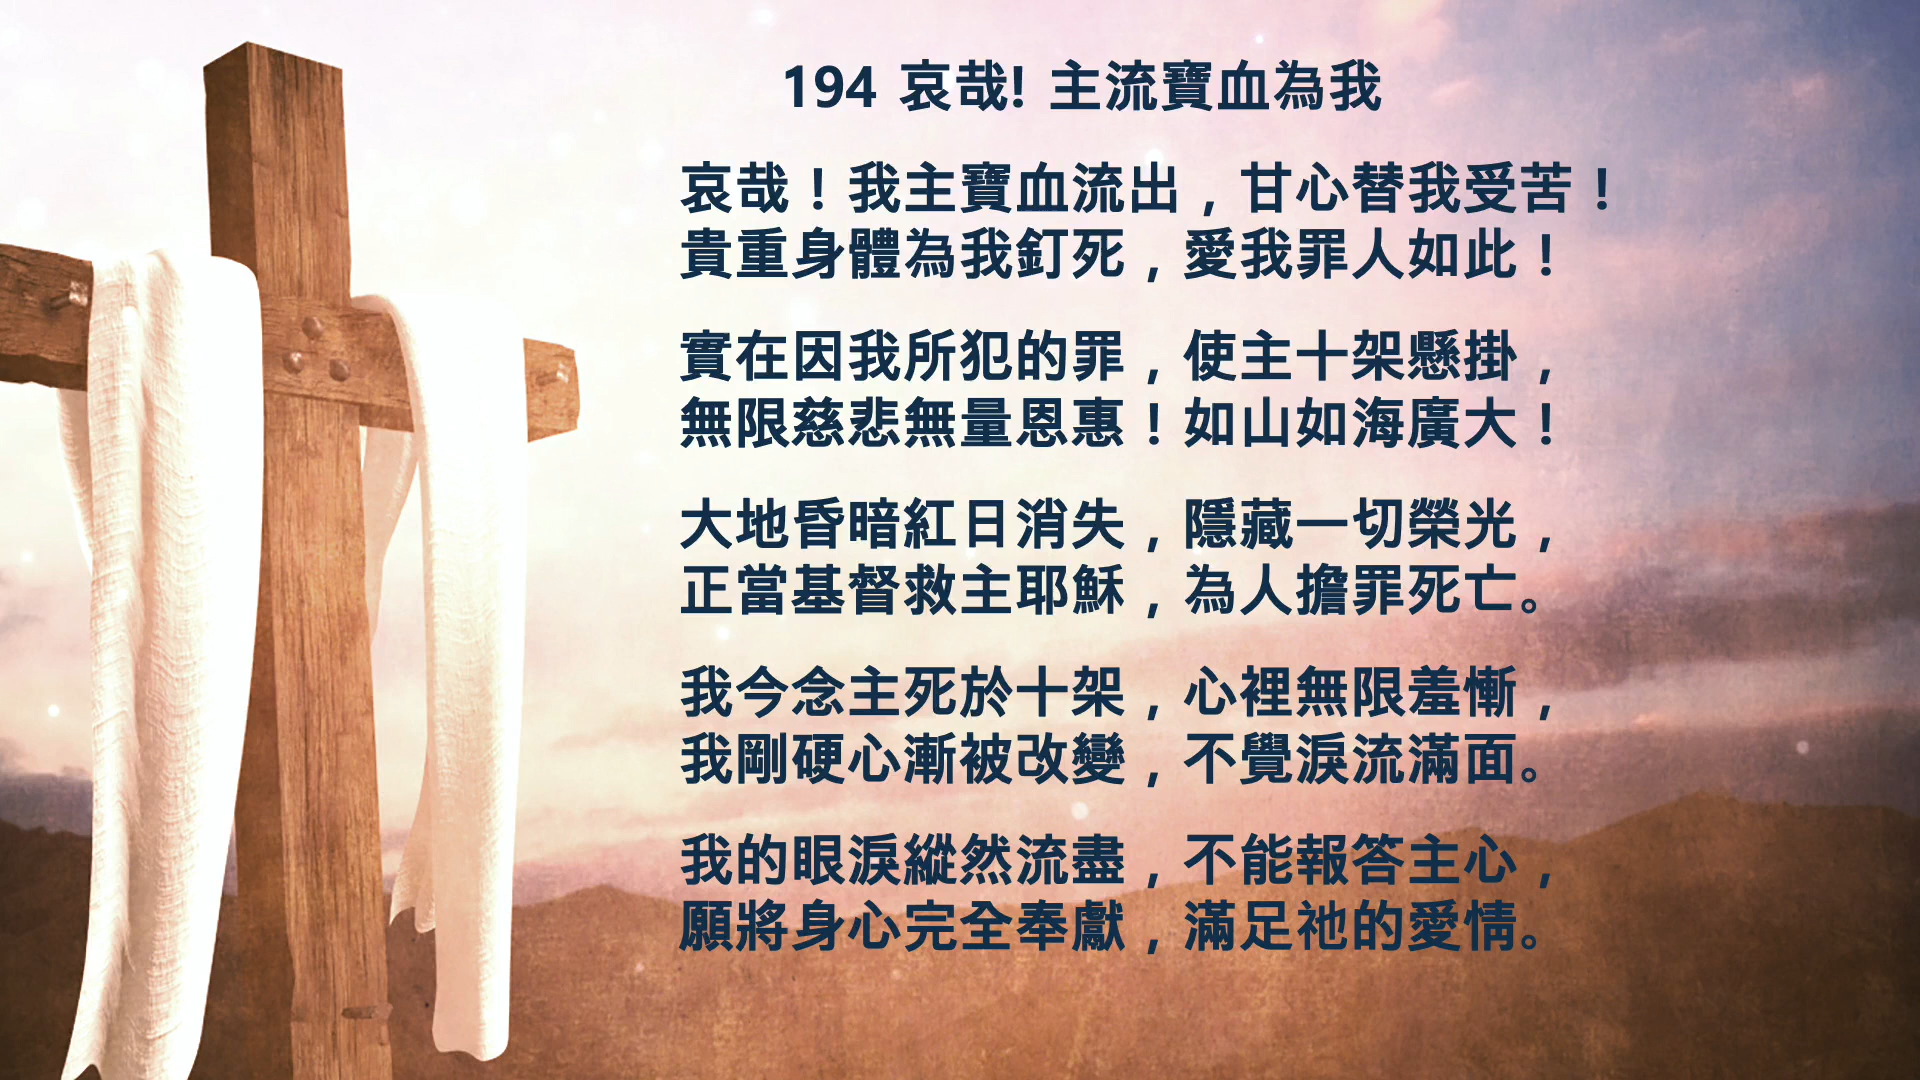 194 哀哉! 主流寶血為我
哀哉！我主寶血流出，甘心替我受苦！
貴重身體為我釘死，愛我罪人如此！
實在因我所犯的罪，使主十架懸掛，
無限慈悲無量恩惠！如山如海廣大！
大地昏暗紅日消失，隱藏一切榮光，
正當基督救主耶穌，為人擔罪死亡。
我今念主死於十架，心裡無限羞慚，
我剛硬心漸被改變，不覺淚流滿面。
我的眼淚縱然流盡，不能報答主心，
願將身心完全奉獻，滿足祂的愛情。